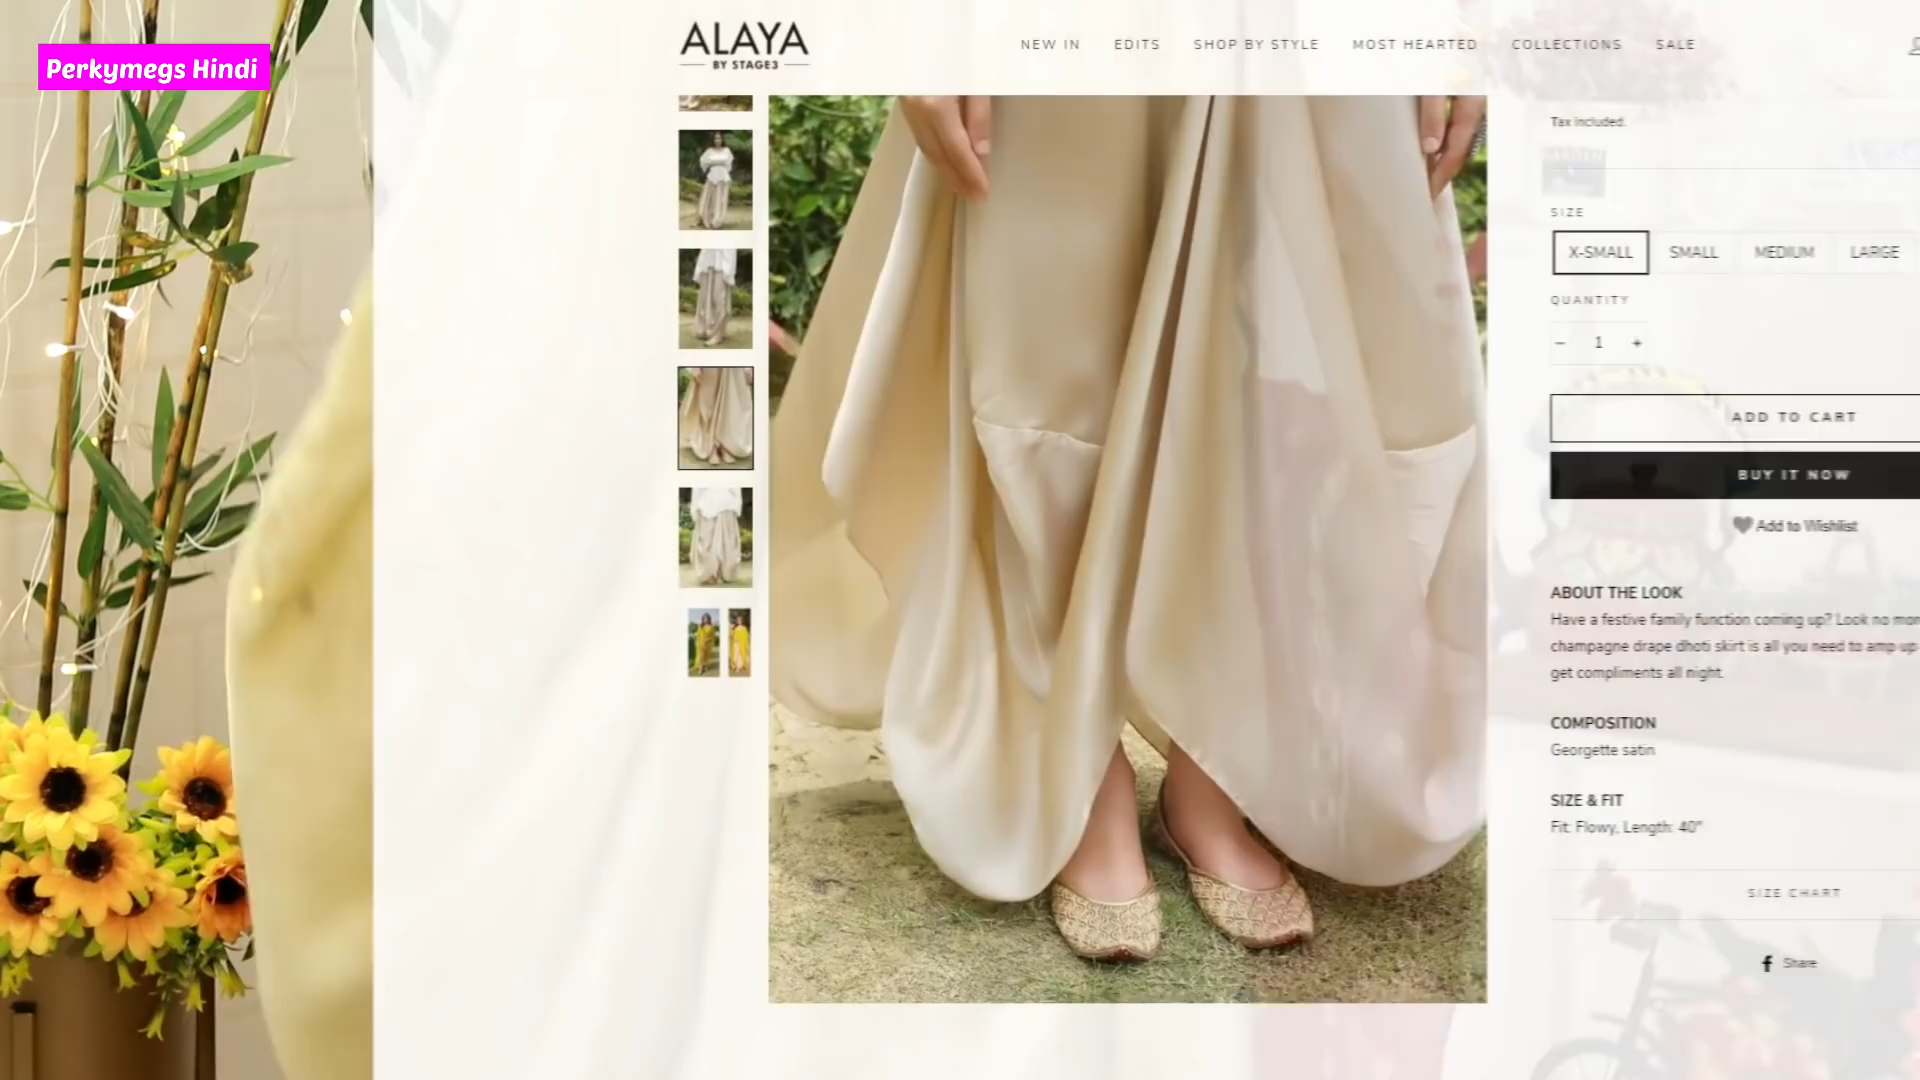 Perkymegs Hindi
ALAYA
BY STAGE3
NEW IN EDITS SHOP BY STYLE MOST HEARTED COLLECTIONS SALE
Tax included.
SIZE
X-SMALL SMALL MEDIUM LARGE
QUANTITY
− 1 +
ADD TO CART
BUY IT NOW
Add to Wishlist
ABOUT THE LOOK
Have a festive family function coming up? Look no
champagne drape dhoti skirt is all you need to amp up
get compliments all night.
COMPOSITION
Georgette satin
SIZE & FIT
Fit: Flowy, Length: 40"
SIZE CHART
Share